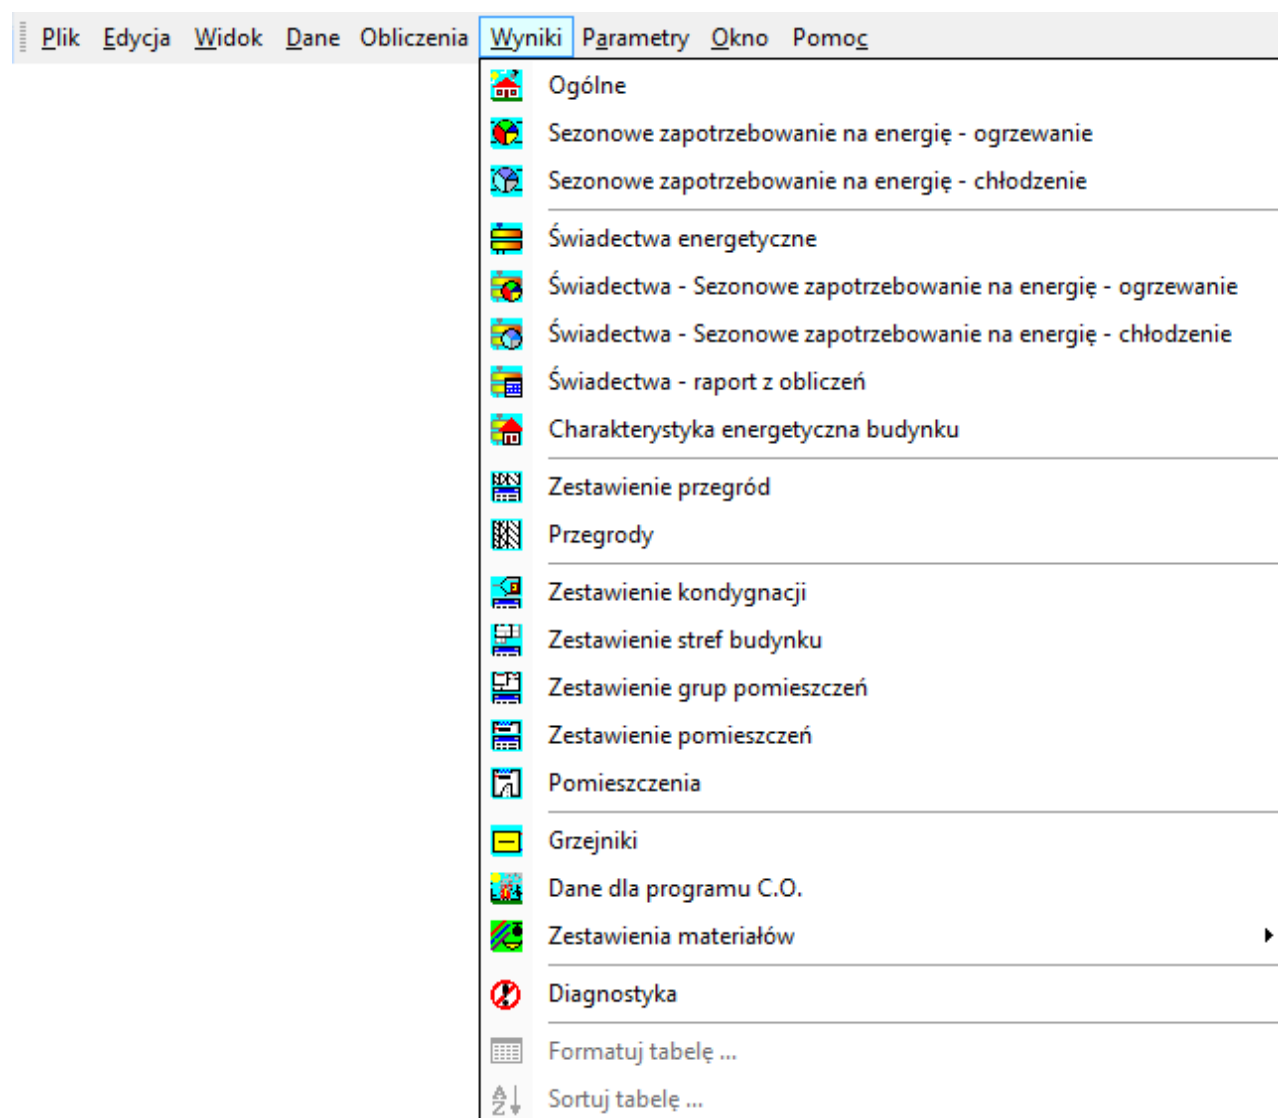 Plik Edycja Widok Dane Obliczenia Wyniki Parametry Okno Pomoc
Ogólne
Sezonowe zapotrzebowanie na energię - ogrzewanie
Sezonowe zapotrzebowanie na energię - chłodzenie
Świadectwa energetyczne
Świadectwa - Sezonowe zapotrzebowanie na energię - ogrzewanie
Świadectwa - Sezonowe zapotrzebowanie na energię - chłodzenie
Świadectwa - raport z obliczeń
Charakterystyka energetyczna budynku
Zestawienie przegród
Przegrody
Zestawienie kondygnacji
Zestawienie stref budynku
Zestawienie grup pomieszczeń
Zestawienie pomieszczeń
Pomieszczenia
Grzejniki
Dane dla programu C.O.
Zestawienia materiałów
Diagnostyka
Formatuj tabelę ...
Sortuj tabelę ...